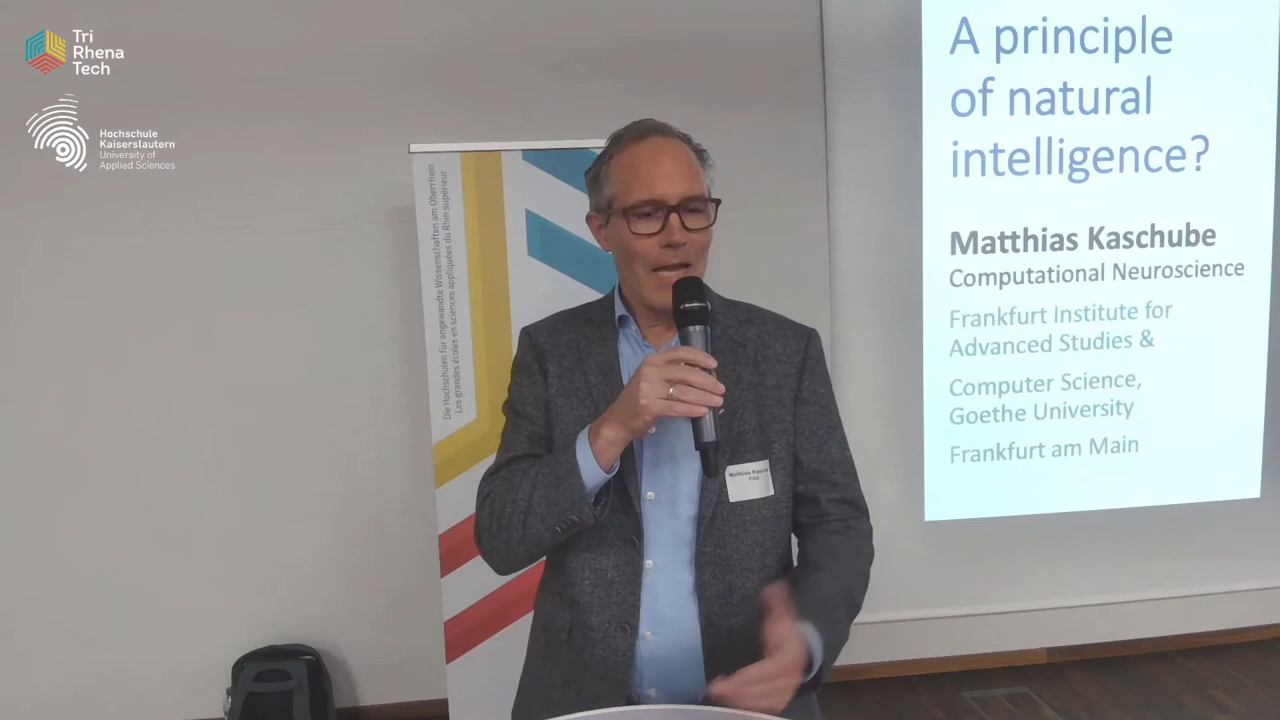 Tri
Rhena
Tech
Hochschule
Kaiserslautern
University of
Applied Sciences
Die Hochschulen für angewandte Wissenschaften am Oberrhein
Les grandes écoles en sciences appliquées du Rhin supérieur
Matthias
FIAS
A principle
of natural
intelligence?
Matthias Kaschube
Computational Neuroscience
Frankfurt Institute for
Advanced Studies &
Computer Science,
Goethe University
Frankfurt am Main